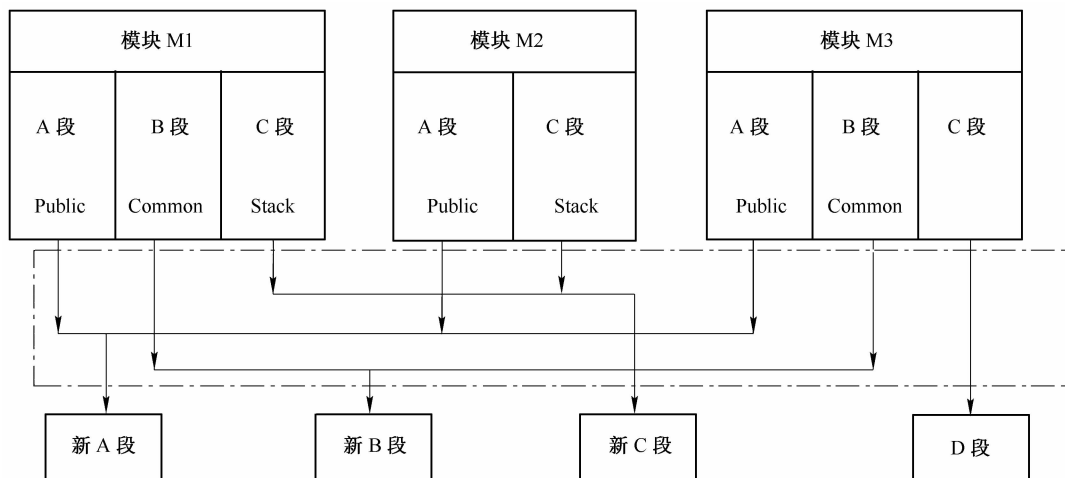 模块 M1 模块 M2 模块 M3
A 段 B 段 C 段 A 段 C 段 A 段 B 段 C 段
Public Common Stack Public Stack Public Common
新 A 段 新 B 段 新 C 段 D 段